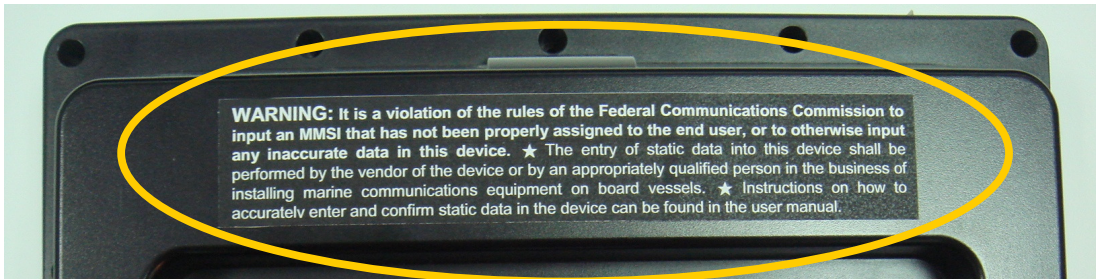 WARNING: It is a violation of the rules of the Federal Communications Commission to
input an MMSI that has not been properly assigned to the end user, or to otherwise input
any inaccurate data in this device. ★ The entry of static data into this device shall be
performed by the vendor of the device or by an appropriately qualified person in the business of
installing marine communications equipment on board vessels. ★ Instructions on how to
accurately enter and confirm static data in the device can be found in the user manual.